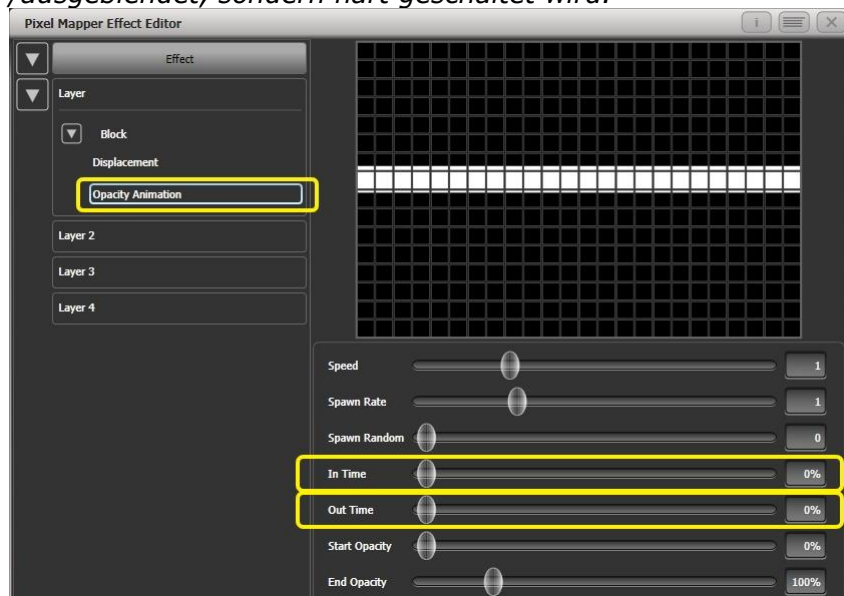 /ausgeblendet, sondern hart geschaltet wird.
Pixel Mapper Effect Editor
i
Effect
Layer
Block
Displacement
Opacity Animation
Layer 2
Layer 3
Layer 4
Speed 1
Spawn Rate 1
Spawn Random 0
In Time 0%
Out Time 0%
Start Opacity 0%
End Opacity 100%